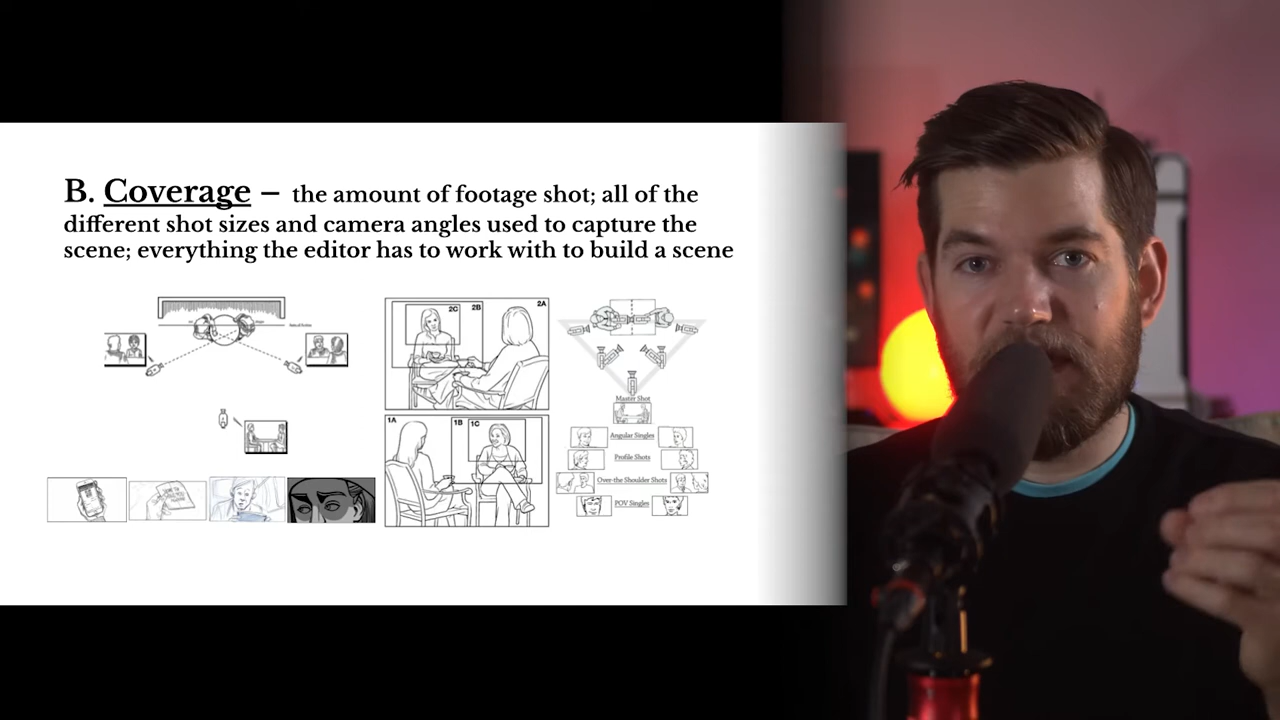 B. Coverage – the amount of footage shot; all of the
different shot sizes and camera angles used to capture the
scene; everything the editor has to work with to build a scene
2C
2B
2A
1A
1B
1C
Master Shot
Angular Singles
Profile Shots
Over-the Shoulder Shots
POV Singles